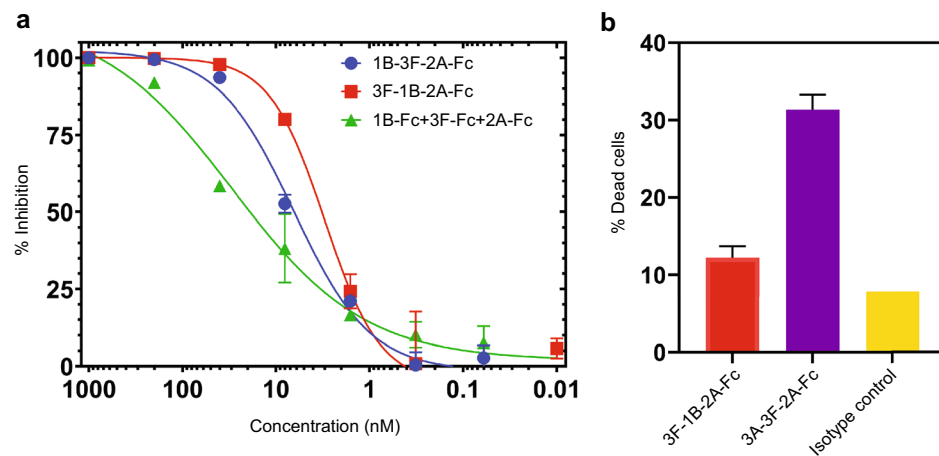 a
100
75
50
25
0
% Inhibition
1B-3F-2A-Fc
3F-1B-2A-Fc
1B-Fc+3F-Fc+2A-Fc
1000 100 10 1 0.1 0.01
Concentration (nM)
b
40
30
20
10
0
% Dead cells
3F-1B-2A-Fc
3A-3F-2A-Fc
Isotype control